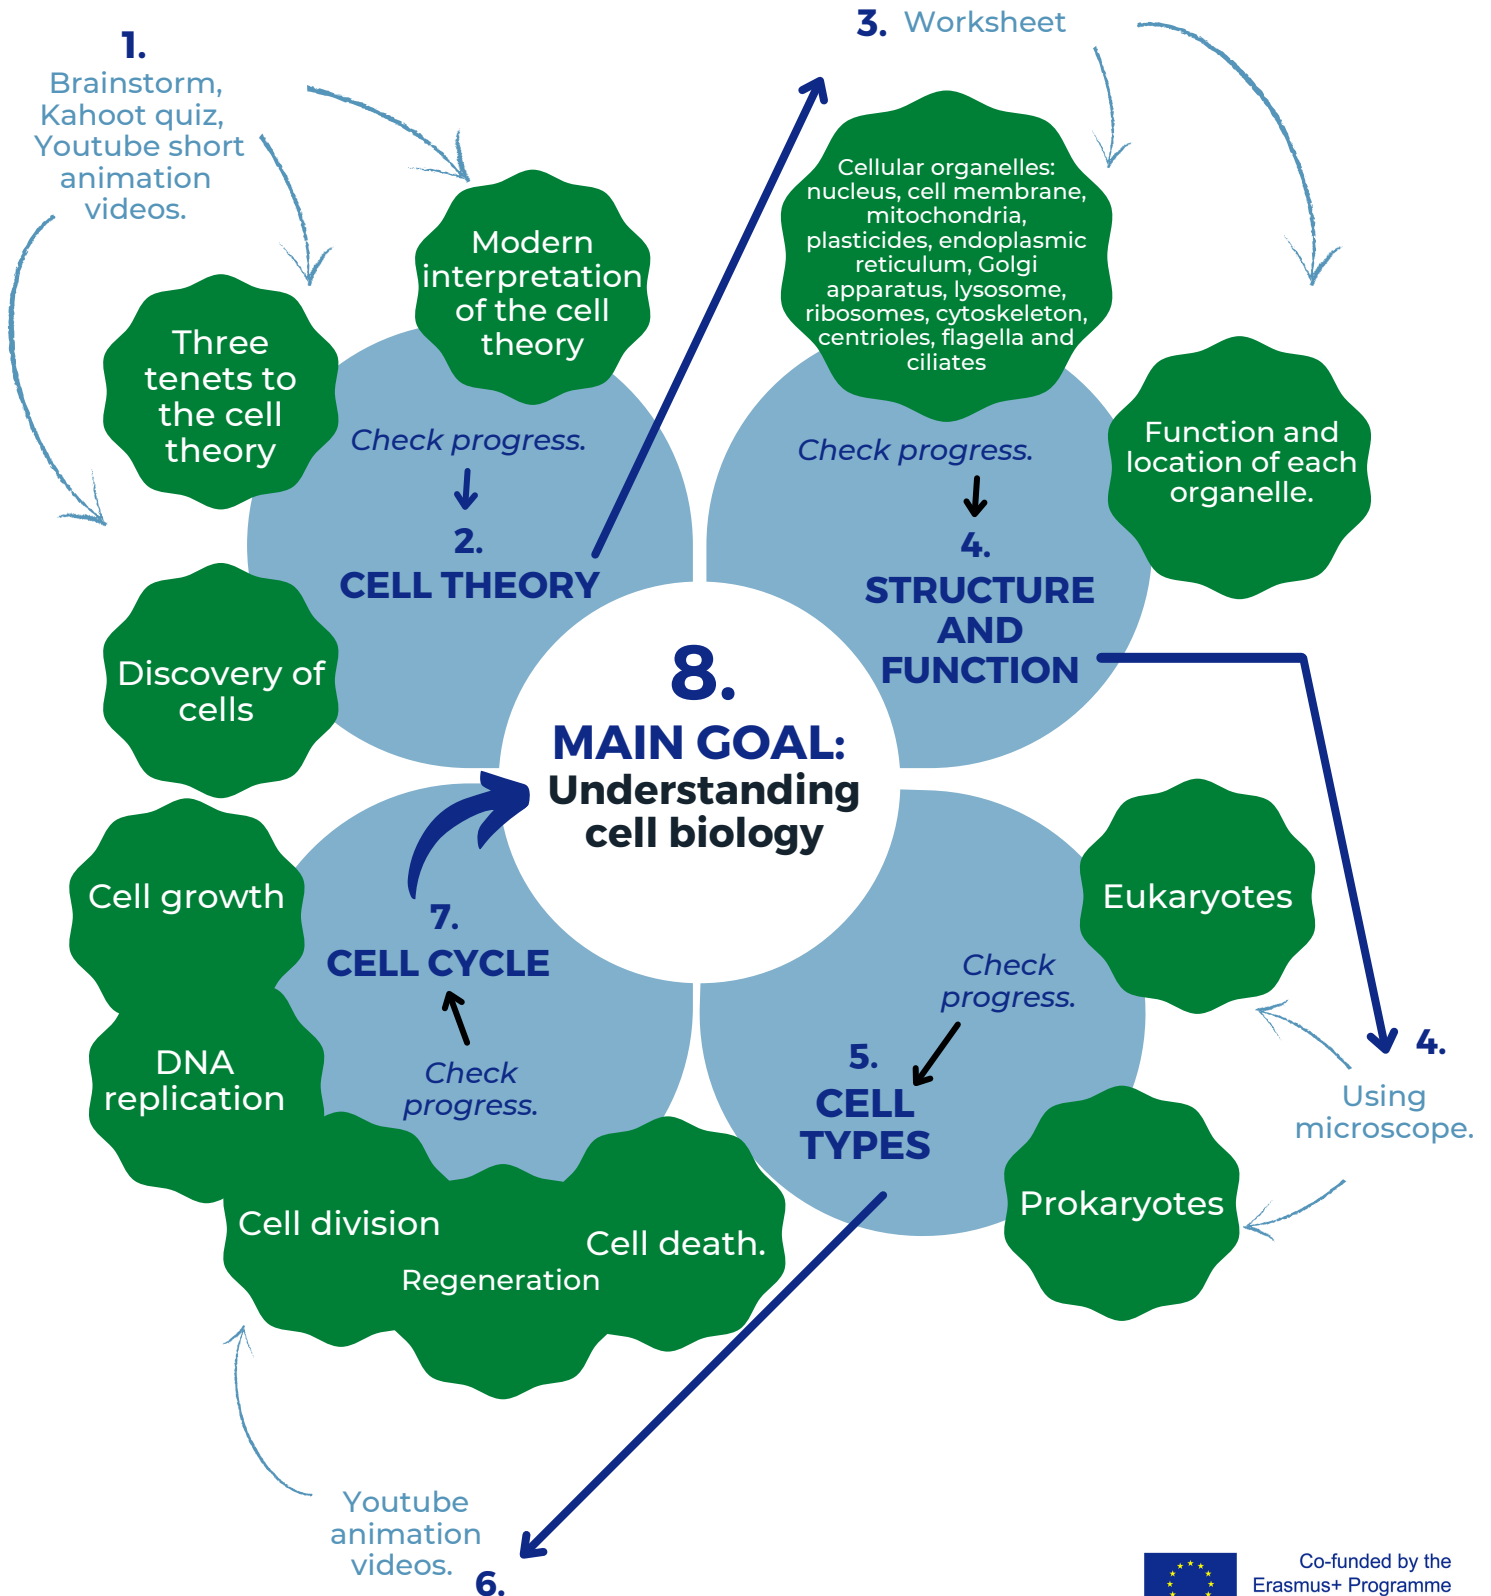 1.
Brainstorm,
Kahoot quiz,
Youtube short
animation
videos.
3. Worksheet
Modern
interpretation
of the cell
theory
Three
tenets to
the cell
theory
Discovery of
cells
Check progress.
2.
CELL THEORY
Cellular organelles:
nucleus, cell membrane,
mitochondria,
plasticides, endoplasmic
reticulum, Golgi
apparatus, lysosome,
ribosomes, cytoskeleton,
centrioles, flagella and
ciliates
Function and
location of each
organelle.
Check progress.
4.
STRUCTURE
AND
FUNCTION
8.
MAIN GOAL:
Understanding
cell biology
4.
Using
microscope.
Eukaryotes
Prokaryotes
Check
progress.
5.
CELL
TYPES
7.
CELL CYCLE
Check
progress.
Cell growth
DNA
replication
Cell division
Regeneration
Cell death.
Youtube
animation
videos.
6.
Co-funded by the
Erasmus+ Programme